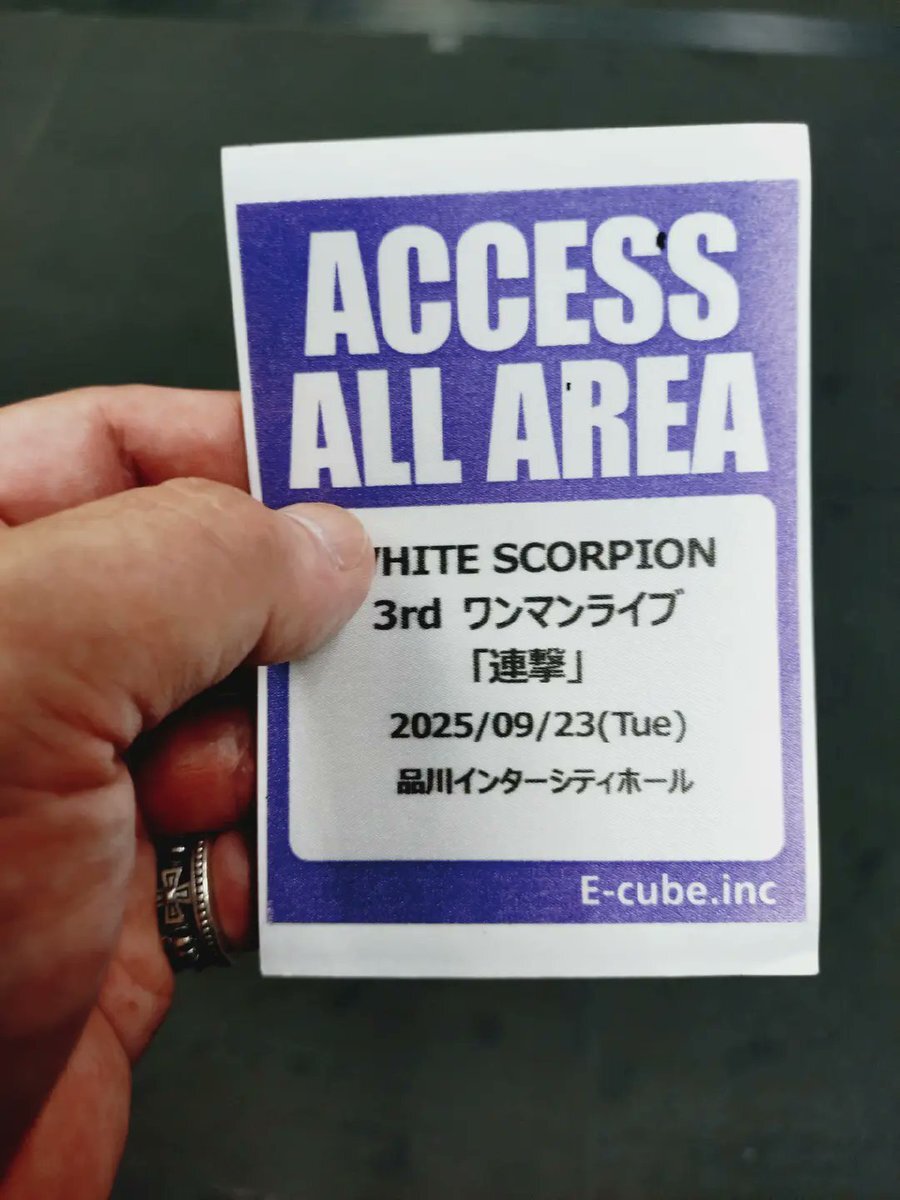 ACCESS
ALL AREA
WHITE SCORPION
3rd ワンマンライブ
「連撃」
2025/09/23(Tue)
品川インターシティホール
E-cube.inc